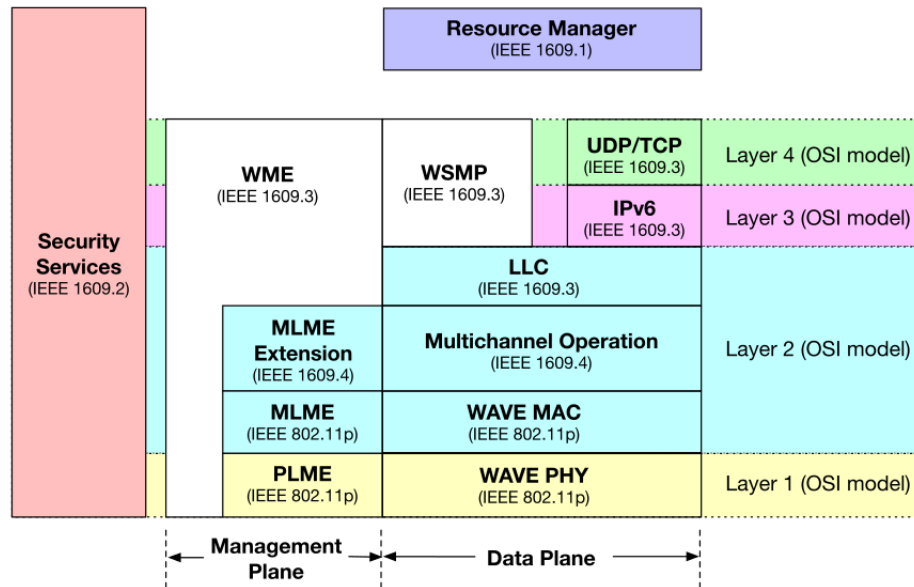 Resource Manager
(IEEE 1609.1)
Security
Services
(IEEE 1609.2)
WME
(IEEE 1609.3)
WSMP
(IEEE 1609.3)
UDP/TCP
(IEEE 1609.3)
Layer 4 (OSI model)
IPv6
(IEEE 1609.3)
Layer 3 (OSI model)
LLC
(IEEE 1609.3)
MLME
Extension
(IEEE 1609.4)
Multichannel Operation
(IEEE 1609.4)
Layer 2 (OSI model)
MLME
(IEEE 802.11p)
WAVE MAC
(IEEE 802.11p)
PLME
(IEEE 802.11p)
WAVE PHY
(IEEE 802.11p)
Layer 1 (OSI model)
Management
Plane
Data Plane